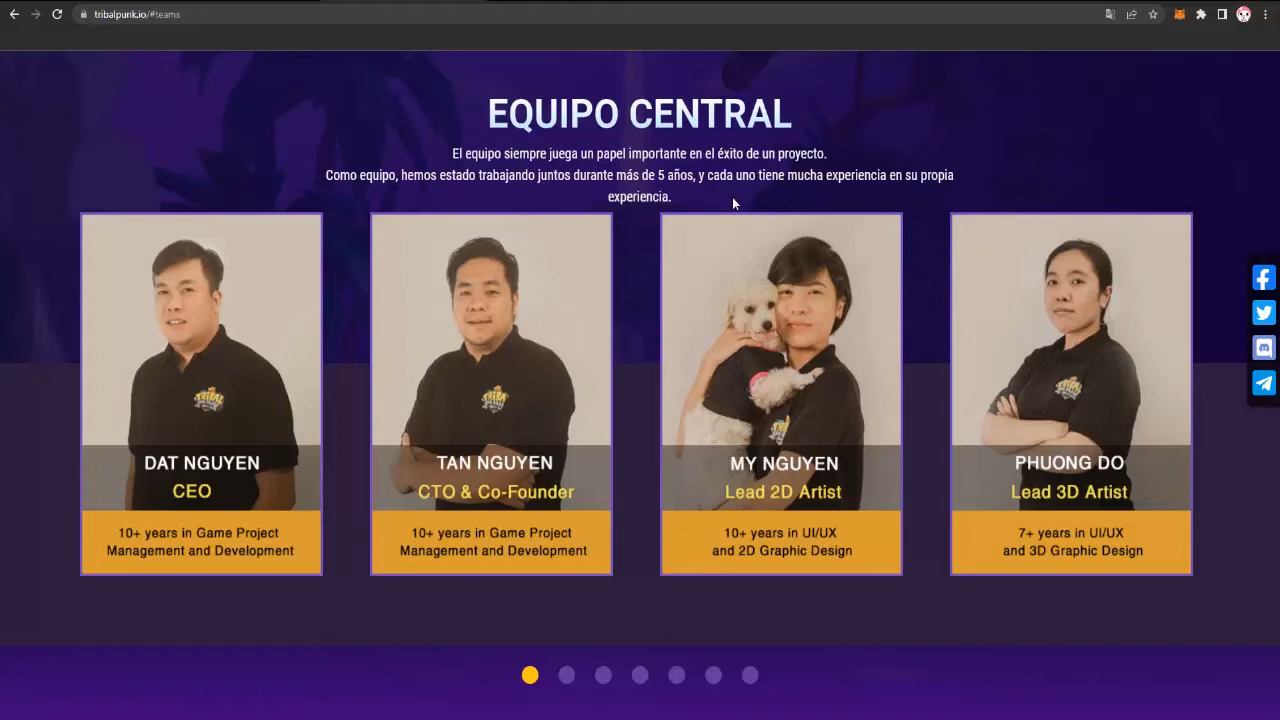 tribalpunk.io/#teams
EQUIPO CENTRAL
El equipo siempre juega un papel importante en el éxito de un proyecto.
Como equipo, hemos estado trabajando juntos durante más de 5 años, y cada uno tiene mucha experiencia en su propia
experiencia.
DAT NGUYEN
CEO
10+ years in Game Project
Management and Development
TAN NGUYEN
CTO & Co-Founder
10+ years in Game Project
Management and Development
MY NGUYEN
Lead 2D Artist
10+ years in UI/UX
and 2D Graphic Design
PHUONG DO
Lead 3D Artist
7+ years in UI/UX
and 3D Graphic Design